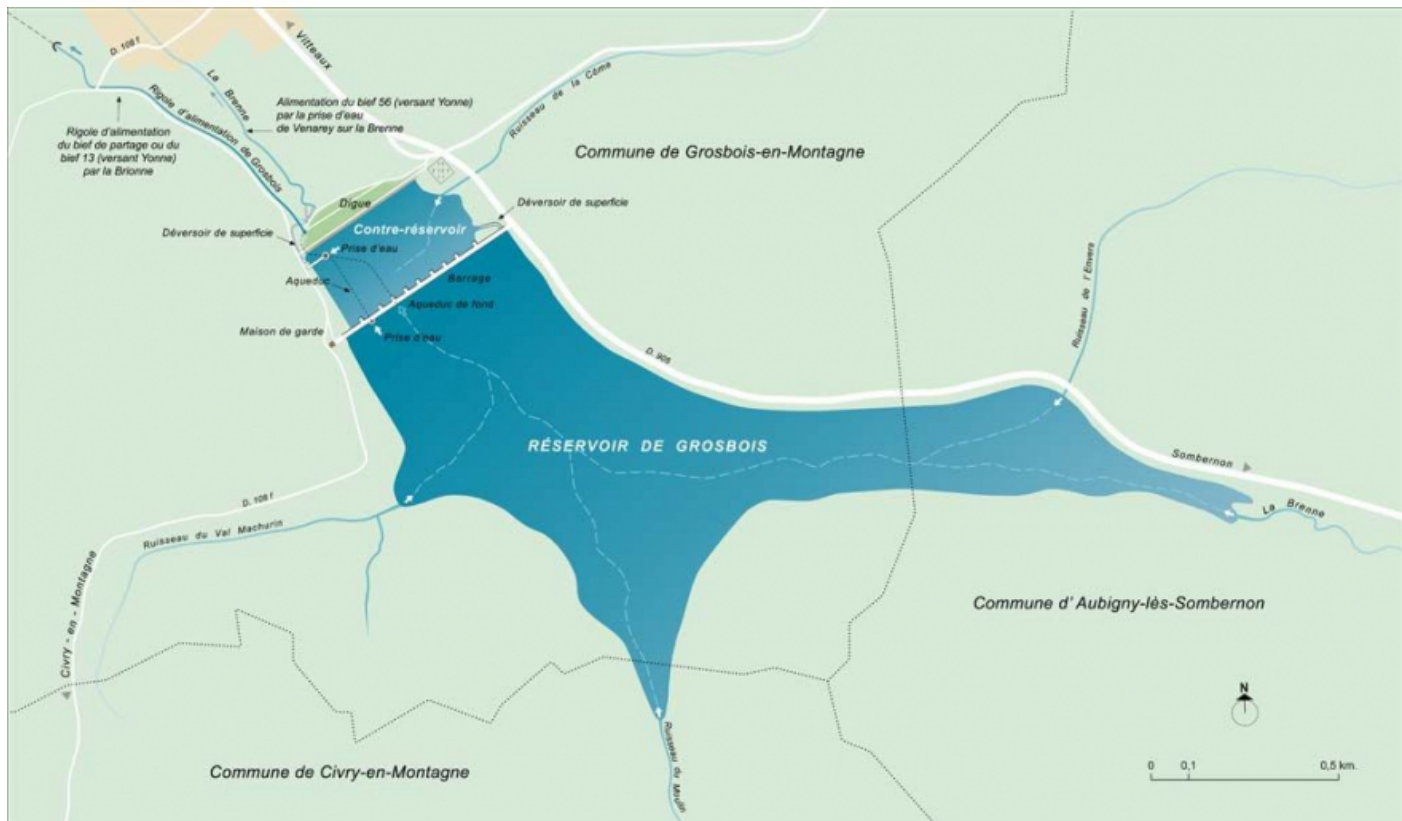 D. 108 f
Vitteaux
La Brenne
Ruisseau de la Côme
Alimentation du bief 56 (versant Yonne)
par la prise d'eau
de Venarey sur la Brenne
Rigole d'alimentation de Grosbois
Rigole d'alimentation
du bief de partage ou du
bief 13 (versant Yonne)
par la Brionne
Commune de Grosbois-en-Montagne
Digue
Déversoir de superficie
Déversoir de superficie
Contre-réservoir
Prise d'eau
Aqueduc
Barrage
Aqueduc de fond
Maison de garde
Prise d'eau
D. 905
Ruisseau de l'Envers
RÉSERVOIR DE GROSBOIS
Sombernon
La Brenne
D. 108 f
Ruisseau du Val Machurin
Civry - en - Montagne
Commune d'Aubigny-lès-Sombernon
Ruisseau du Moulin
Commune de Civry-en-Montagne
N
0 0,1 0,5 km.